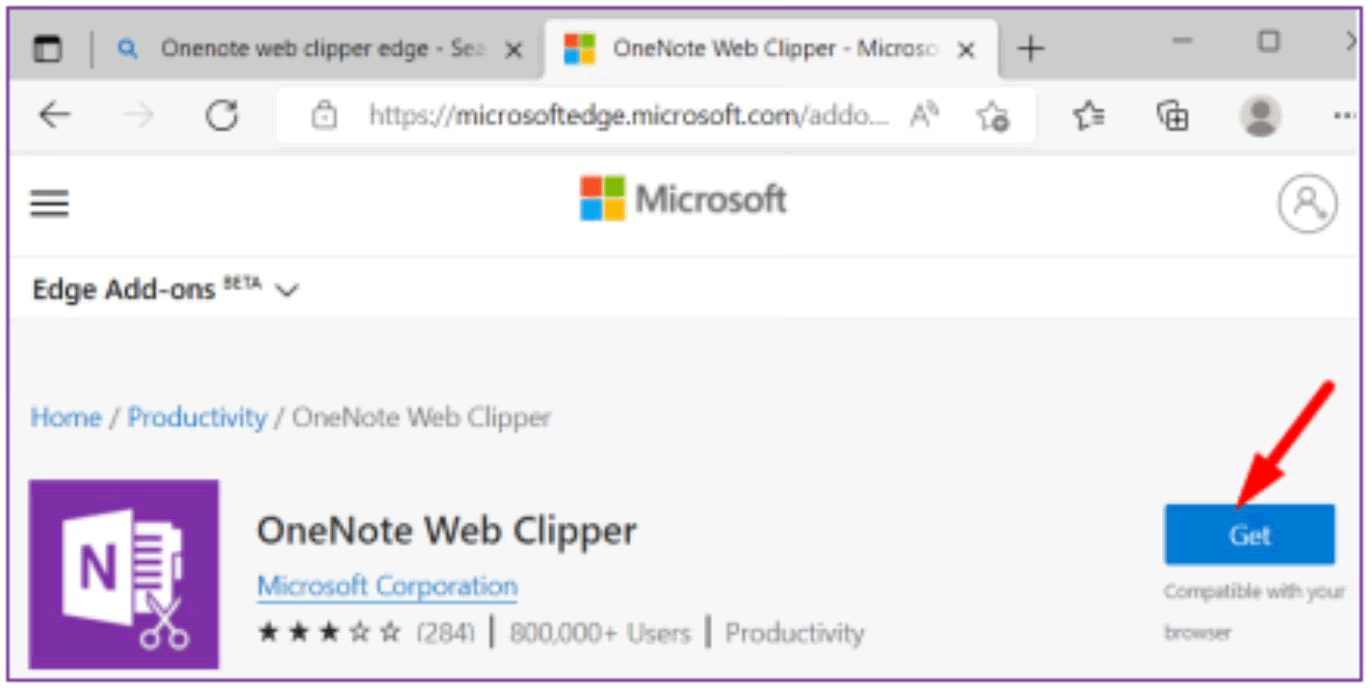 Onenote web clipper edge - Sea
OneNote Web Clipper - Microso
https://microsoftedge.microsoft.com/addo...
Microsoft
Edge Add-ons BETA
Home / Productivity / OneNote Web Clipper
N
OneNote Web Clipper
Get
Microsoft Corporation
Compatible with your
browser
(284) | 800,000+ Users | Productivity